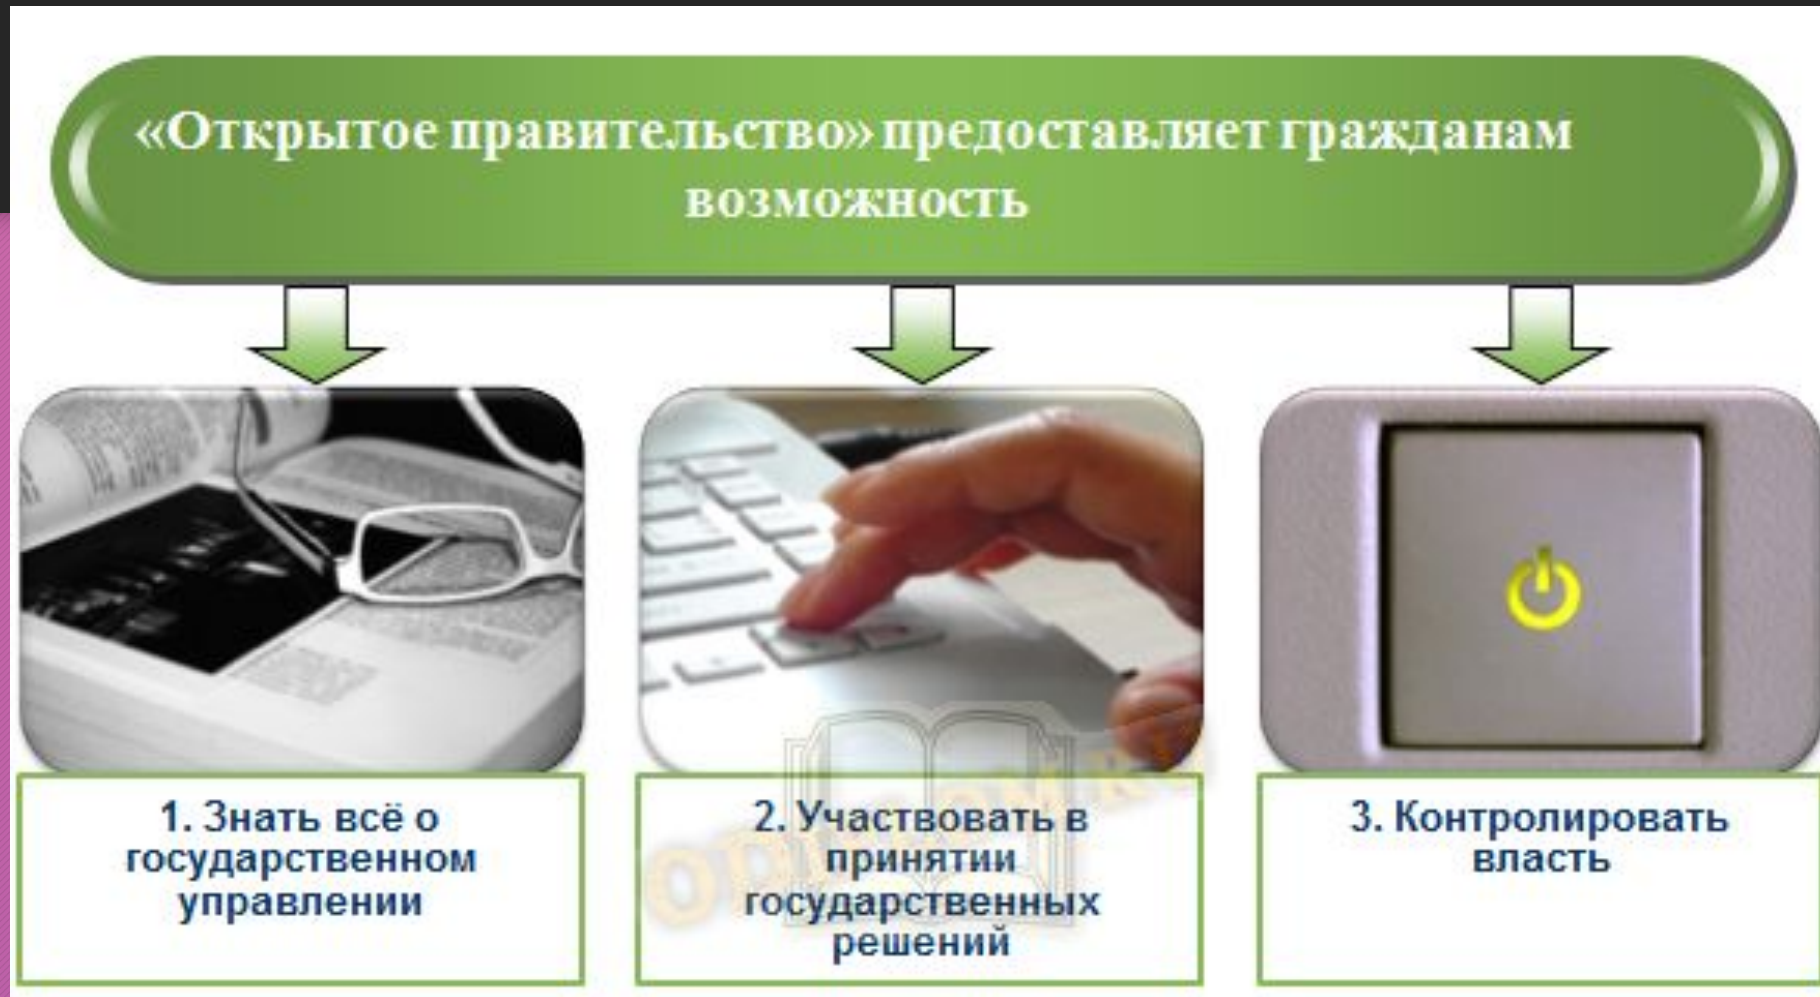 «Открытое правительство» предоставляет гражданам
возможность
1. Знать всё о
государственном
управлении
2. Участвовать в
принятии
государственных
решений
3. Контролировать
власть